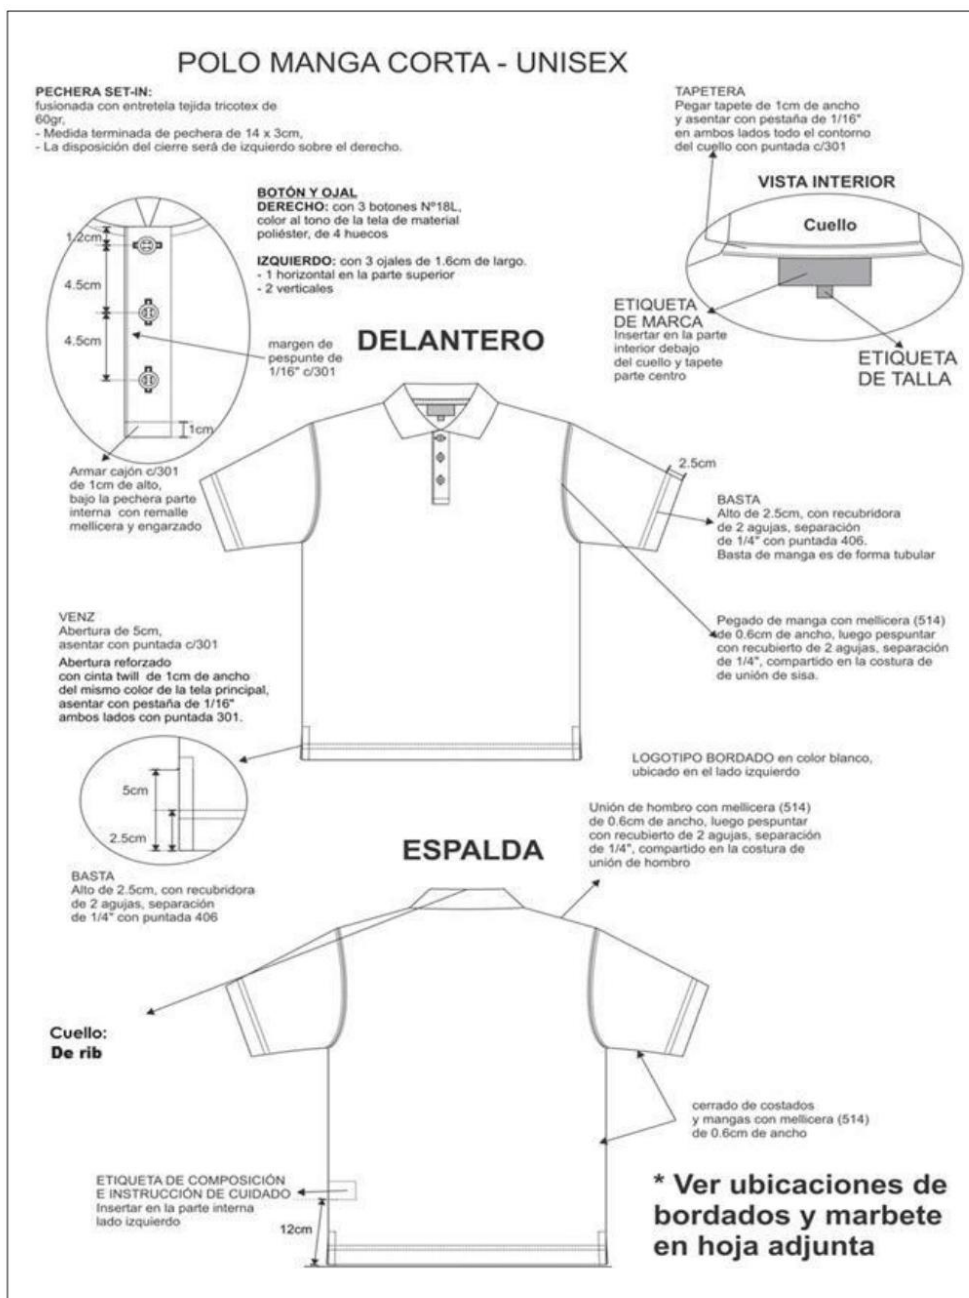 POLO MANGA CORTA - UNISEX
PECHERA SET-IN:
fusionada con entretela tejida tricotex de
60gr,
- Medida terminada de pechera de 14 x 3cm,
- La disposición del cierre será de izquierdo sobre el derecho.
TAPETERA
Pegar tapete de 1cm de ancho
y asentar con pestaña de 1/16"
en ambos lados todo el contorno
del cuello con puntada c/301
VISTA INTERIOR
Cuello
ETIQUETA
DE MARCA
Insertar en la parte
interior debajo
del cuello y tapete
parte centro
ETIQUETA
DE TALLA
BOTÓN Y OJAL
DERECHO: con 3 botones Nº18L,
color al tono de la tela de material
poliéster, de 4 huecos
IZQUIERDO: con 3 ojales de 1.6cm de largo.
- 1 horizontal en la parte superior
- 2 verticales
1.2cm
4.5cm
4.5cm
1cm
margen de
pespunte de
1/16" c/301
DELANTERO
Armar cajón c/301
de 1cm de alto,
bajo la pechera parte
interna con remalle
mellicera y engarzado
2.5cm
BASTA
Alto de 2.5cm, con recubridora
de 2 agujas, separación
de 1/4" con puntada 406.
Basta de manga es de forma tubular
VENZ
Abertura de 5cm,
asentar con puntada c/301
Abertura reforzado
con cinta twill de 1cm de ancho
del mismo color de la tela principal,
asentar con pestaña de 1/16"
ambos lados con puntada 301.
Pegado de manga con mellicera (514)
de 0.6cm de ancho, luego pespuntar
con recubierto de 2 agujas, separación
de 1/4", compartido en la costura de
de unión de sisa.
LOGOTIPO BORDADO en color blanco,
ubicado en el lado izquierdo
5cm
2.5cm
BASTA
Alto de 2.5cm, con recubridora
de 2 agujas, separación
de 1/4" con puntada 406
ESPALDA
Unión de hombro con mellicera (514)
de 0.6cm de ancho, luego pespuntar
con recubierto de 2 agujas, separación
de 1/4", compartido en la costura de
unión de hombro
Cuello:
De rib
cerrado de costados
y mangas con mellicera (514)
de 0.6cm de ancho
ETIQUETA DE COMPOSICIÓN
E INSTRUCCIÓN DE CUIDADO
Insertar en la parte interna
lado izquierdo
12cm
* Ver ubicaciones de
bordados y marbete
en hoja adjunta